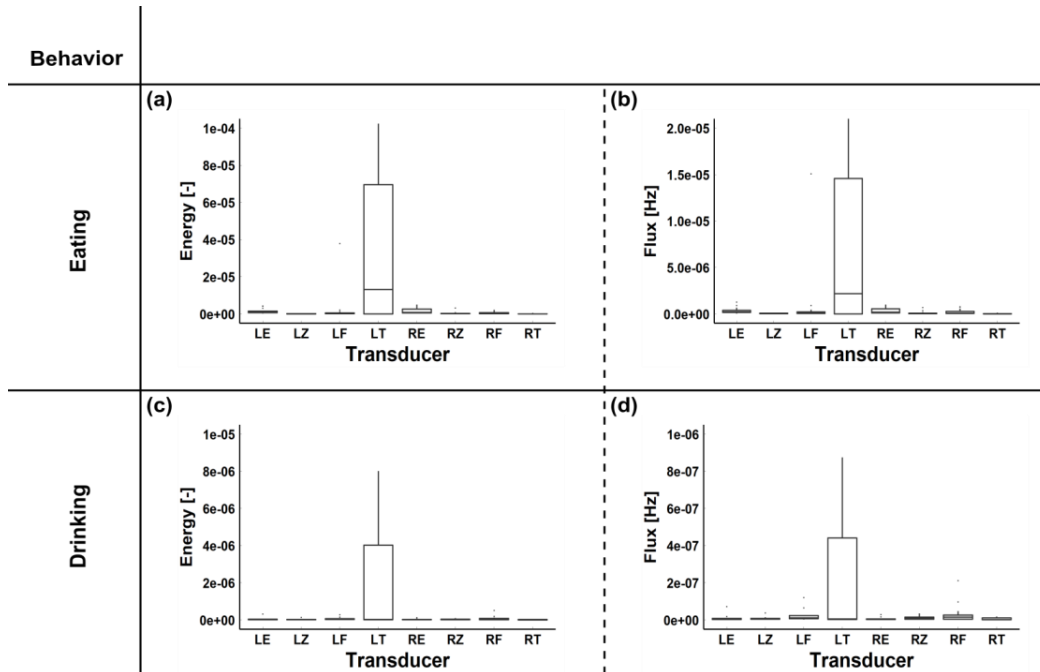 Behavior
Eating
(a)
Energy [-]
1e-04
8e-05
6e-05
4e-05
2e-05
0e+00
LE LZ LF LT RE RZ RF RT
Transducer
(b)
Flux [Hz]
2.0e-05
1.5e-05
1.0e-05
5.0e-06
0.0e+00
LE LZ LF LT RE RZ RF RT
Transducer
Drinking
(c)
Energy [-]
1e-05
8e-06
6e-06
4e-06
2e-06
0e+00
LE LZ LF LT RE RZ RF RT
Transducer
(d)
Flux [Hz]
1e-06
8e-07
6e-07
4e-07
2e-07
0e+00
LE LZ LF LT RE RZ RF RT
Transducer